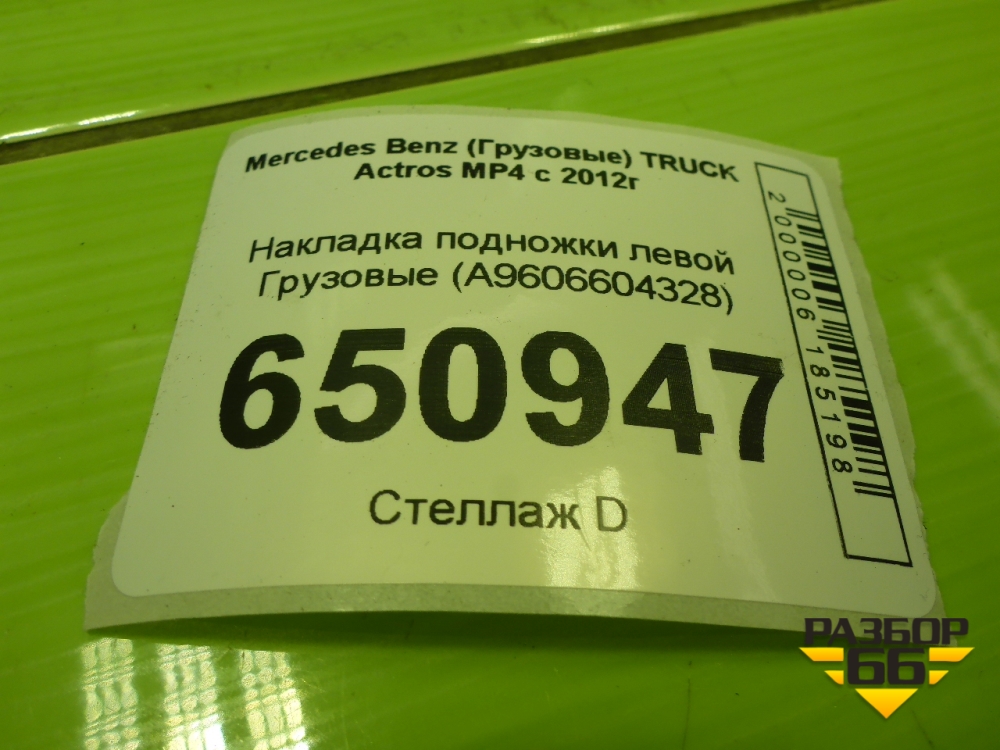 Mercedes Benz (Грузовые) TRUCK
Actros MP4 с 2012г
Накладка подножки левой
Грузовые (A9606604328)
650947
Стеллаж D
2000006185198
РАЗБОР
66